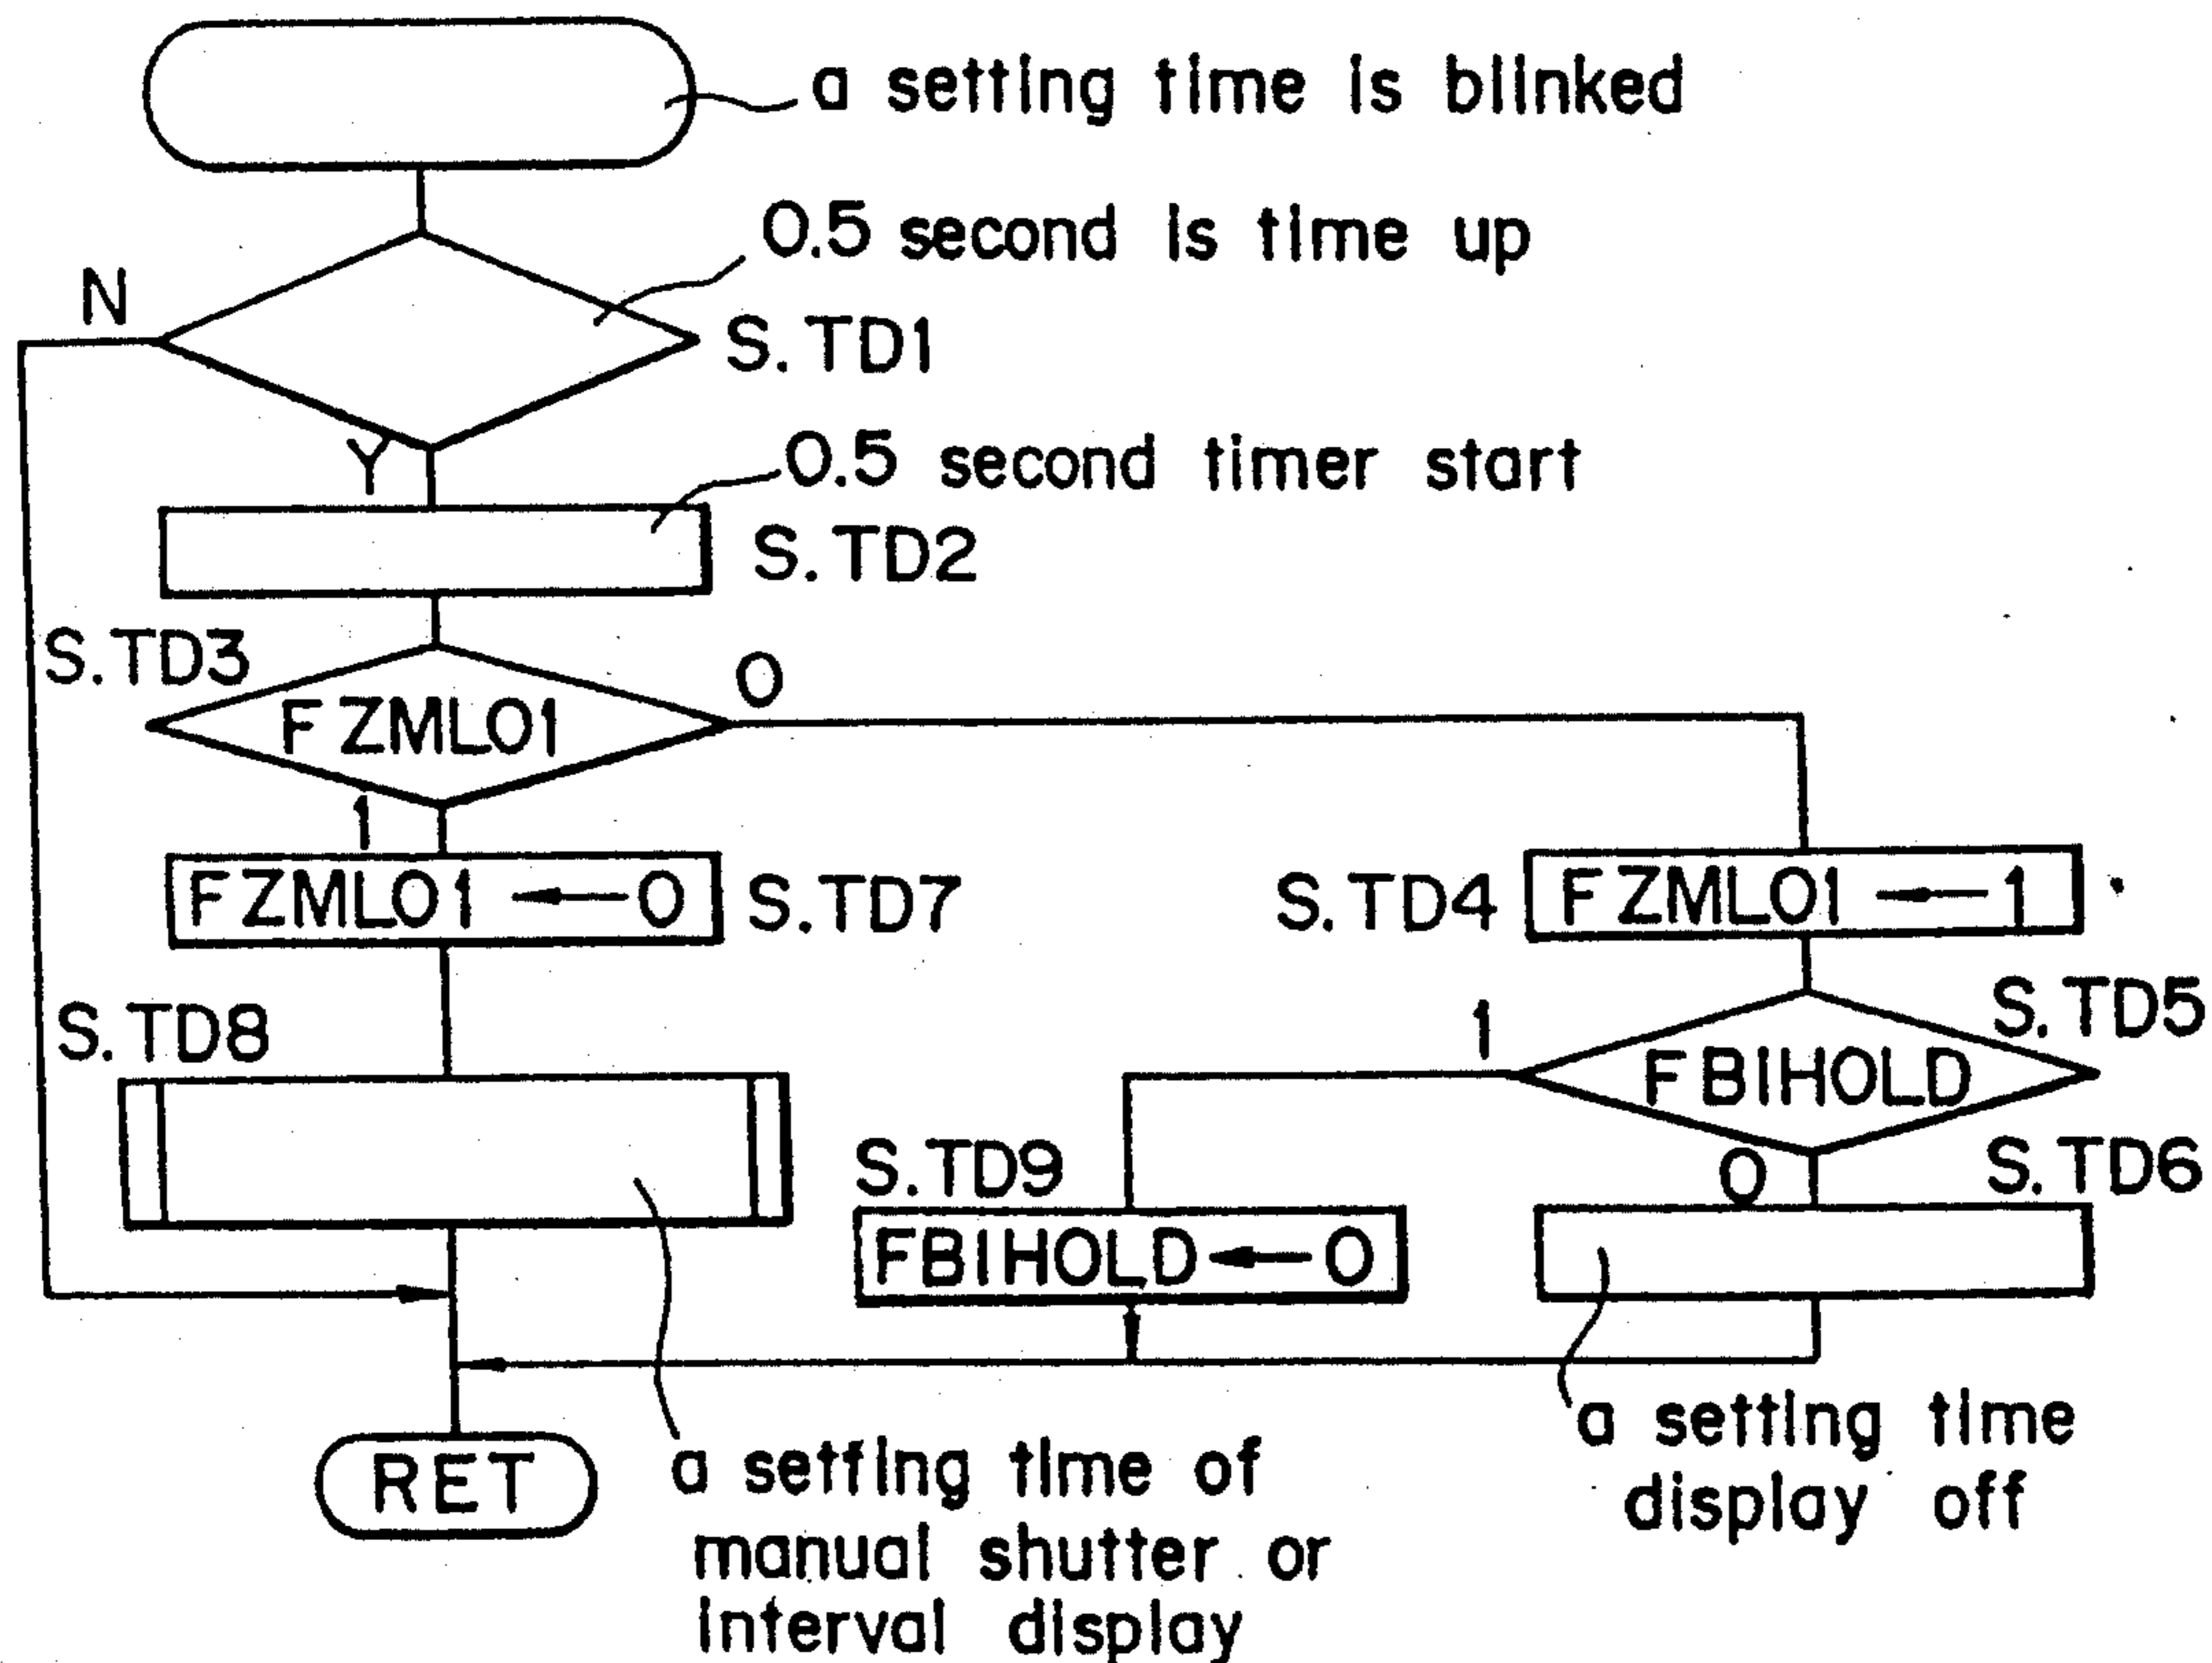 a setting time is blinked
0.5 second is time up
N
S.TD1
Y
0.5 second timer start
S.TD2
S.TD3
FZML01
0
1
FZML01 ← 0
S.TD7
S.TD4
FZML01 ← 1
S.TD5
1
FBIHOLD
0
S.TD8
S.TD9
S.TD6
FBIHOLD ← 0
a setting time
display off
RET
a setting time of
manual shutter or
interval display